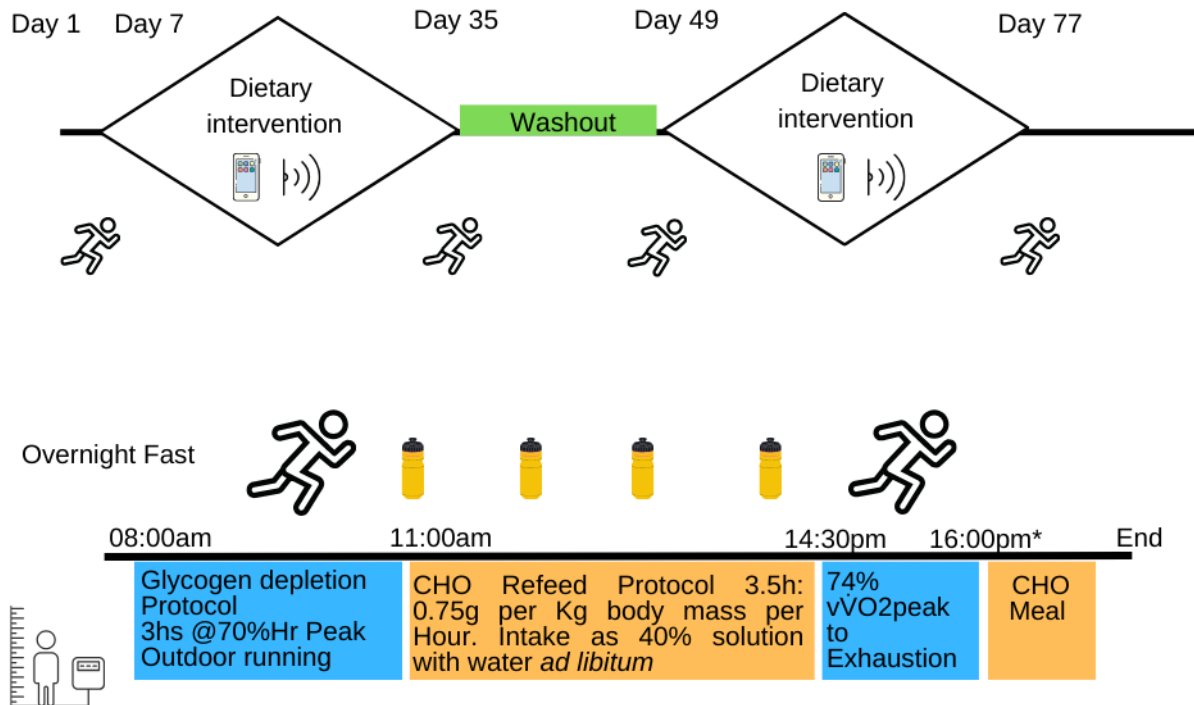 Day 1 Day 7 Day 35 Day 49 Day 77
Dietary
intervention
Washout
Dietary
intervention
Overnight Fast
08:00am 11:00am 14:30pm 16:00pm* End
Glycogen depletion
Protocol
3hs @70%Hr Peak
Outdoor running
CHO Refeed Protocol 3.5h:
0.75g per Kg body mass per
Hour. Intake as 40% solution
with water ad libitum
74%
vV̇O2peak
to
Exhaustion
CHO
Meal